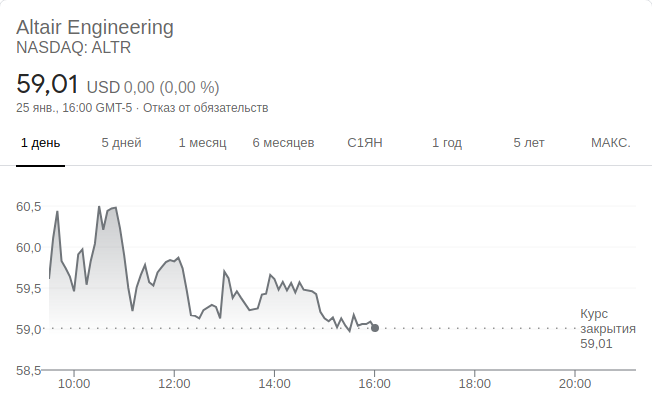 Altair Engineering
NASDAQ: ALTR
59,01 USD 0,00 (0,00 %)
25 янв., 16:00 GMT-5 · Отказ от обязательств
1 день 5 дней 1 месяц 6 месяцев С1ЯН 1 год 5 лет МАКС.
60,5
60,0
59,5
59,0
58,5
Курс
закрытия
59,01
10:00 12:00 14:00 16:00 18:00 20:00